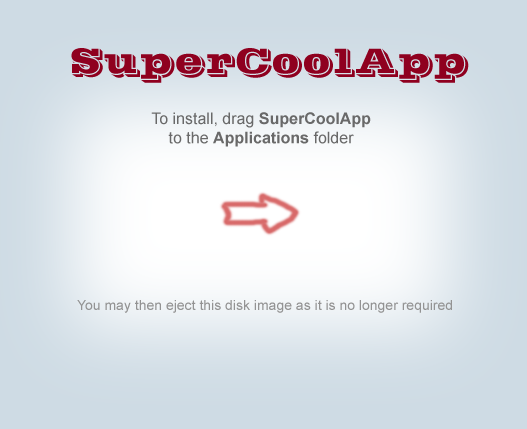 SuperCoolApp
To install, drag SuperCoolApp
to the Applications folder
You may then eject this disk image as it is no longer required